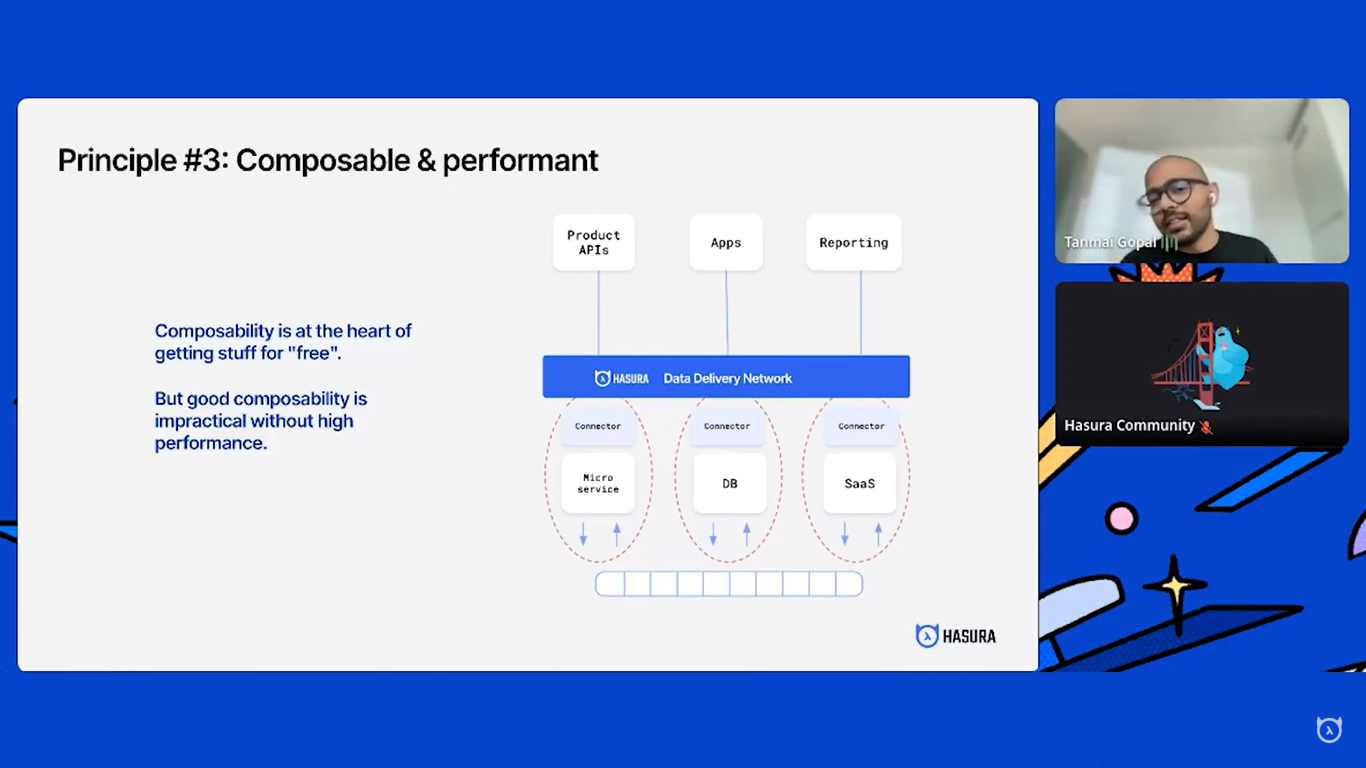 Principle #3: Composable & performant
Composability is at the heart of
getting stuff for "free".
But good composability is
impractical without high
performance.
Product
APIs
Apps
Reporting
HASURA Data Delivery Network
Connector
Connector
Connector
Micro
service
DB
SaaS
HASURA
Tanmai Gopal
Hasura Community